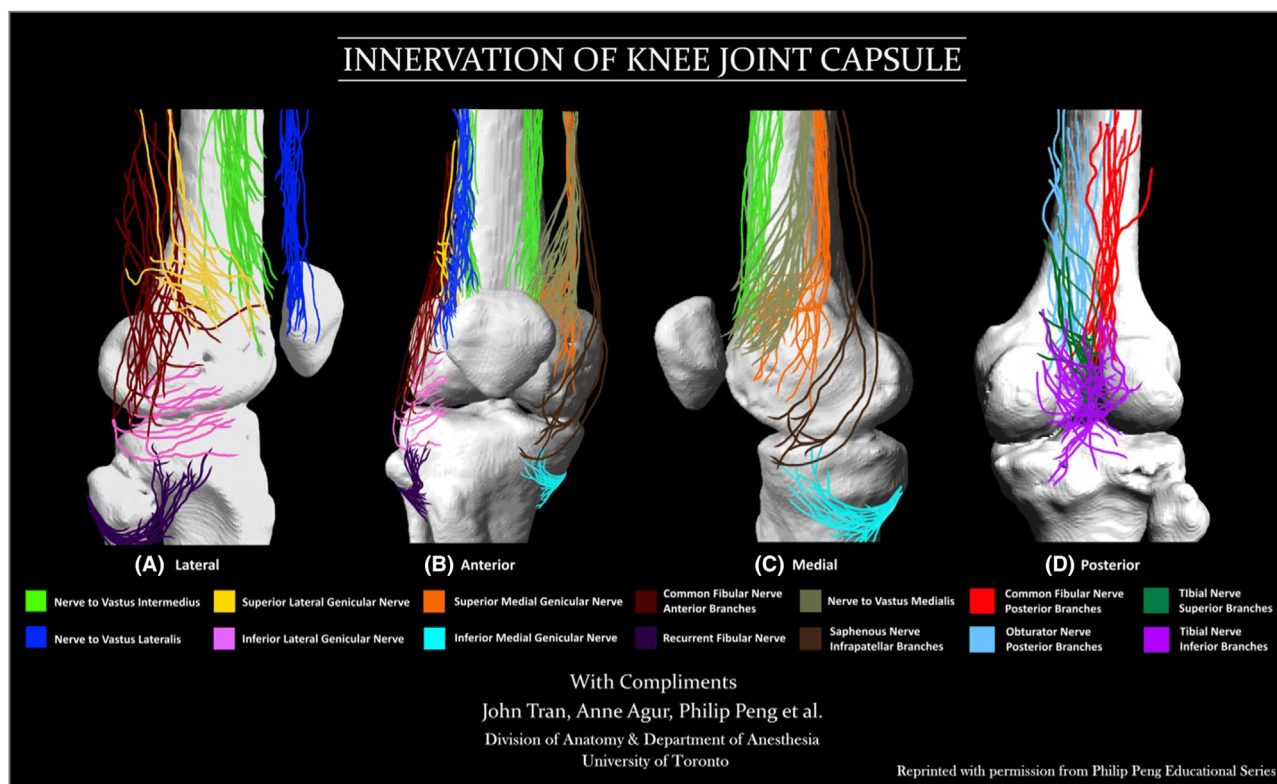 INNERVATION OF KNEE JOINT CAPSULE
(A) Lateral
(B) Anterior
(C) Medial
(D) Posterior
Nerve to Vastus Intermedius
Superior Lateral Genicular Nerve
Superior Medial Genicular Nerve
Common Fibular Nerve
Anterior Branches
Nerve to Vastus Medialis
Common Fibular Nerve
Posterior Branches
TIbial Nerve
Superior Branches
Nerve to Vastus Lateralis
Inferior Lateral Genicular Nerve
Inferior Medial Genicular Nerve
Recurrent Fibular Nerve
Saphenous Nerve
Infrapatellar Branches
Obturator Nerve
Posterior Branches
Tibial Nerve
Inferior Branches
With Compliments
John Tran, Anne Agur, Philip Peng et al.
Division of Anatomy & Department of Anesthesia
University of Toronto
Reprinted with permission from Philip Peng Educational Series